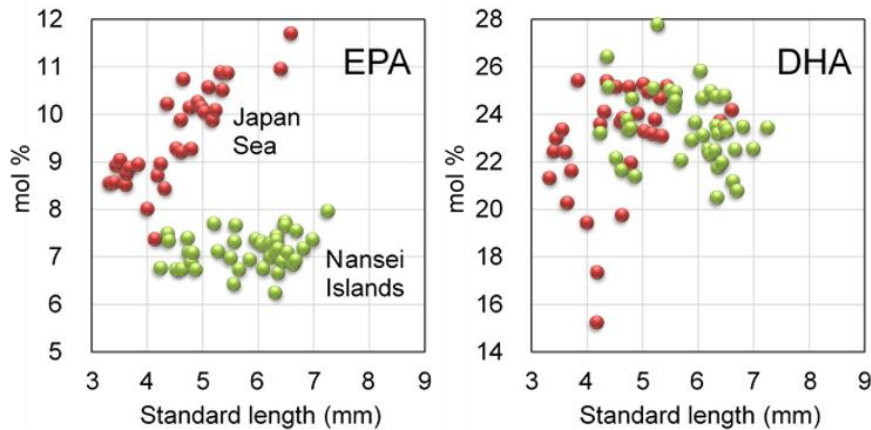 EPA
Japan
Sea
Nansei
Islands
mol %
12
11
10
9
8
7
6
5
3 4 5 6 7 8 9
Standard length (mm)
DHA
mol %
28
26
24
22
20
18
16
14
3 4 5 6 7 8 9
Standard length (mm)